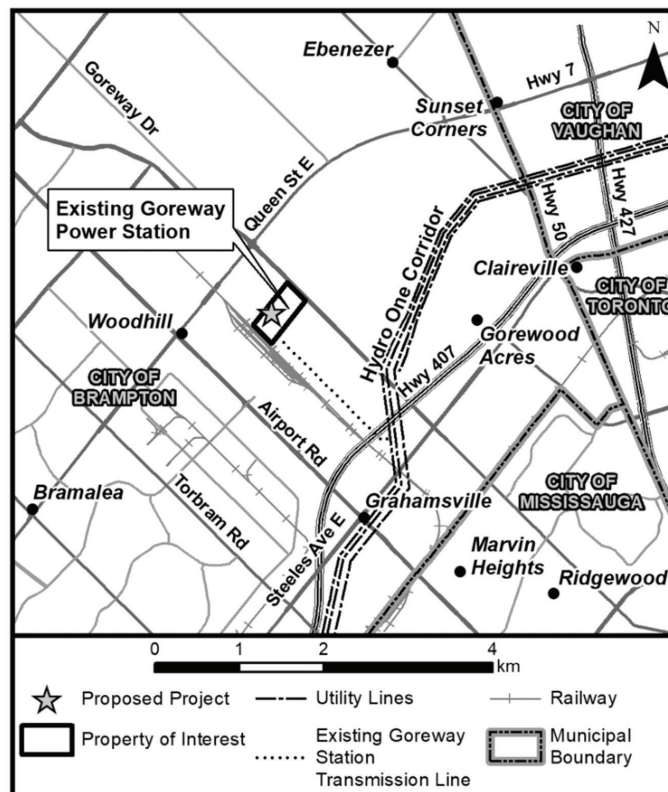 N
Ebenezer
Hwy 7
Goreway Dr
Sunset
Corners
CITY OF
VAUGHAN
Queen St E
Existing Goreway
Power Station
Hwy 50
Hwy 427
Hydro One Corridor
Claireville
CITY OF
TORONTO
Gorewood
Acres
Woodhill
Hwy 407
CITY OF
BRAMPTON
Airport Rd
Bramalea
Torbram Rd
Grahamsville
CITY OF
MISSISSAUGA
Steeles Ave E
Marvin
Heights
Ridgewood
0 1 2 4
km
Proposed Project
Utility Lines
Railway
Property of Interest
Existing Goreway
Station
Transmission Line
Municipal
Boundary